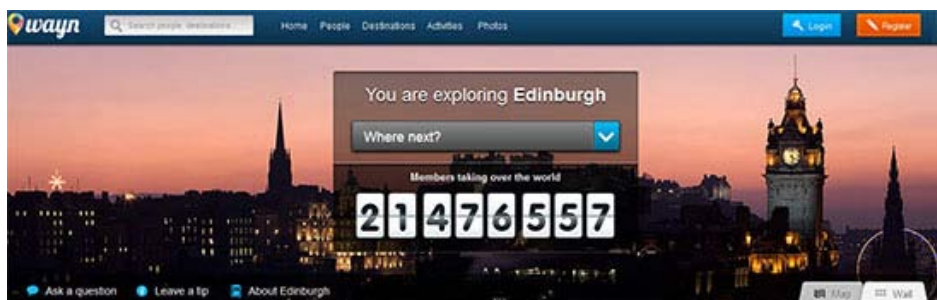 wayn
Search people, destinations...
Home People Destinations Activities Photos
Login
Register
You are exploring Edinburgh
Where next?
Members taking over the world
21476557
Ask a question
Leave a tip
About Edinburgh
Map
Wall